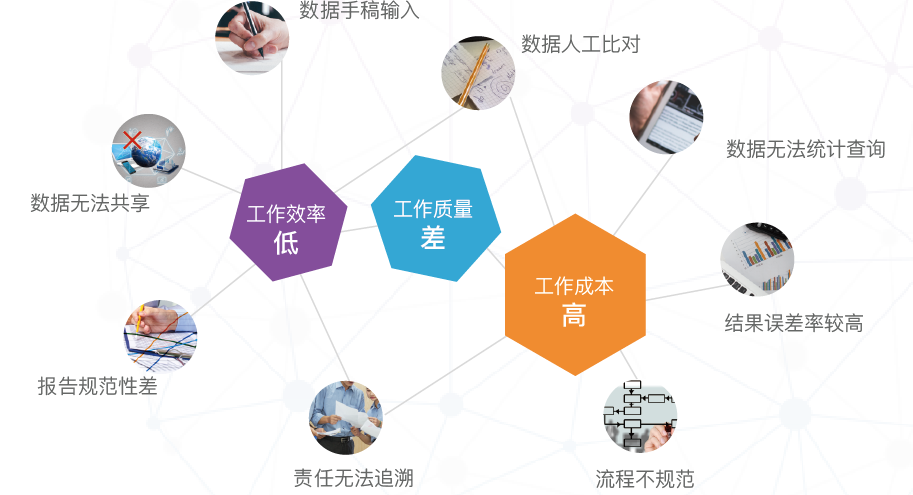 数据手稿输入
数据人工比对
数据无法统计查询
数据无法共享
工作效率
低
工作质量
差
工作成本
高
结果误差率较高
报告规范性差
责任无法追溯
流程不规范